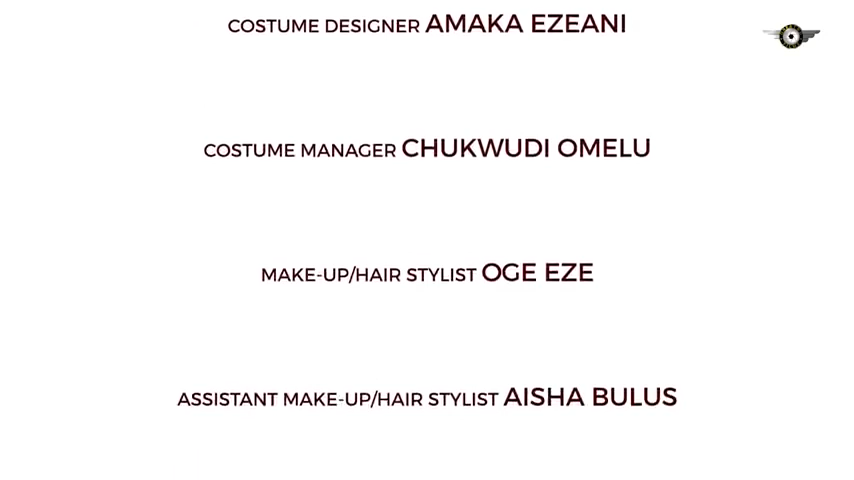 COSTUME DESIGNER AMAKA EZEANI
COSTUME MANAGER CHUKWUDI OMELU
MAKE-UP/HAIR STYLIST OGE EZE
ASSISTANT MAKE-UP/HAIR STYLIST AISHA BULUS